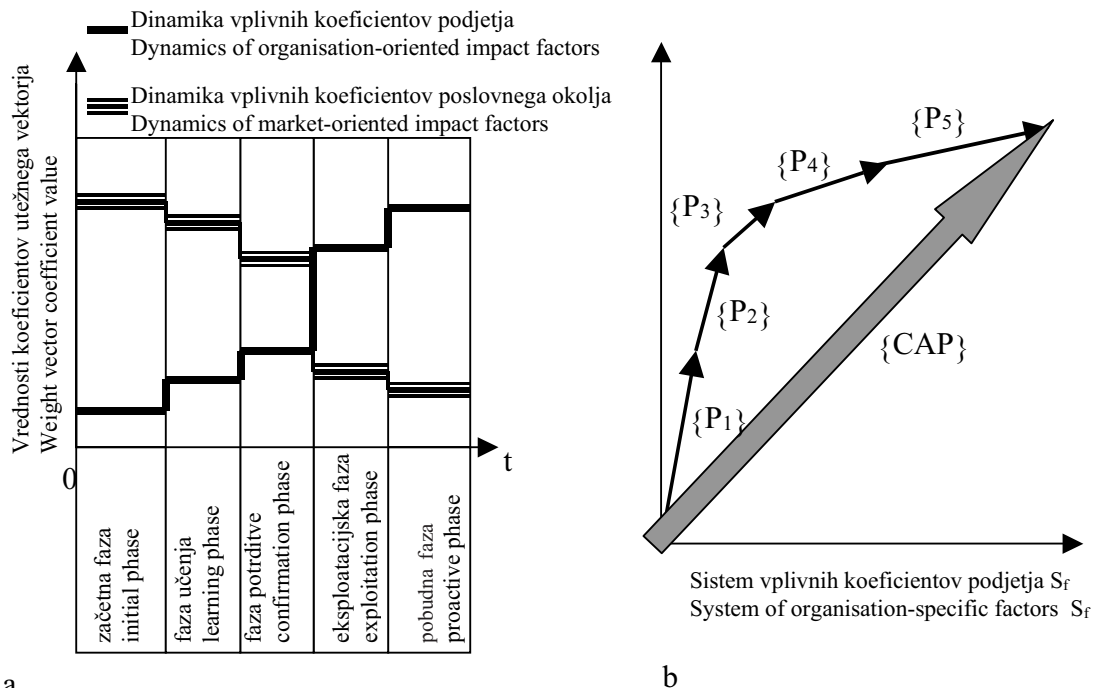 Dinamika vplivnih koeficientov podjetja
Dynamics of organisation-oriented impact factors
Dinamika vplivnih koeficientov poslovnega okolja
Dynamics of market-oriented impact factors
Vrednosti koeficientov utežnega vektorja
Weight vector coefficient value
0
t
začetna faza
initial phase
faza učenja
learning phase
faza potrditve
confirmation phase
eksploatacijska faza
exploitation phase
pobudna faza
proactive phase
a
{P1}
{P2}
{P3}
{P4}
{P5}
{CAP}
Sistem vplivnih koeficientov podjetja Sf
System of organisation-specific factors Sf
b